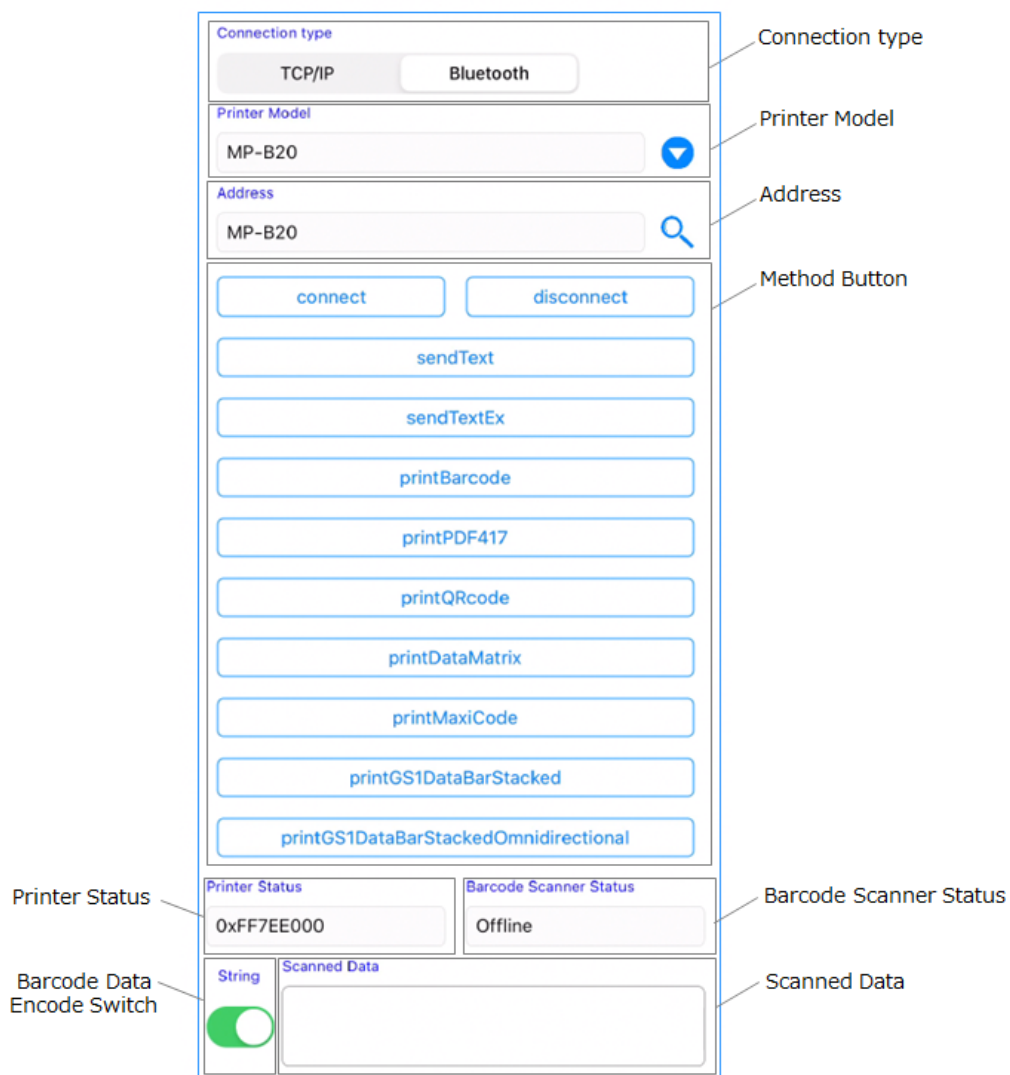 Connection type
Connection type
TCP/IP Bluetooth
Printer Model
Printer Model
MP-B20
Address
Address
MP-B20
Method Button
connect disconnect
sendText
sendTextEx
printBarcode
printPDF417
printQRcode
printDataMatrix
printMaxiCode
printGS1DataBarStacked
printGS1DataBarStackedOmnidirectional
Printer Status
Printer Status
Barcode Scanner Status
Barcode Scanner Status
0xFF7EE000
Offline
Barcode Data
Encode Switch
String
Scanned Data
Scanned Data